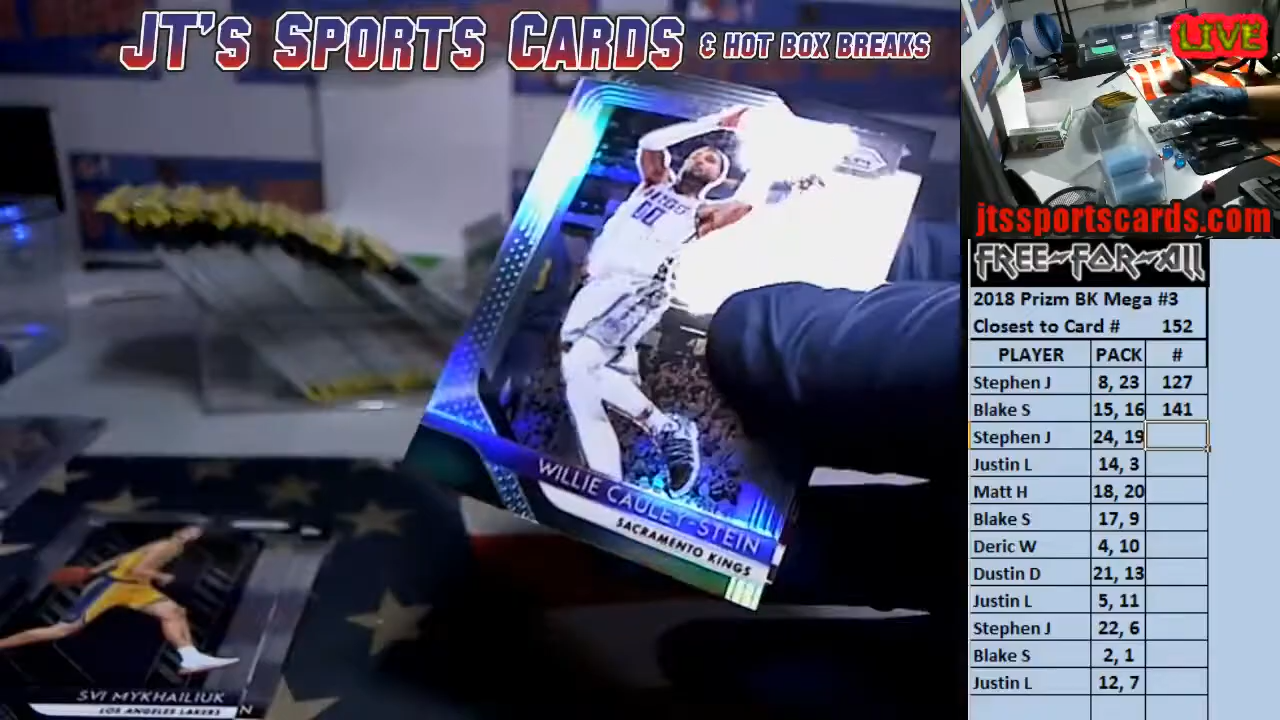 JT's Sports Cards & Hot Box Breaks
LIVE
jtssportscards.com
FREE-FOR-ALL
2018 Prizm BK Mega #3
Closest to Card # 152
PLAYER PACK #
Stephen J 8, 23 127
Blake S 15, 16 141
Stephen J 24, 19
Justin L 14, 3
Matt H 18, 20
Blake S 17, 9
Deric W 4, 10
Dustin D 21, 13
Justin L 5, 11
Stephen J 22, 6
Blake S 2, 1
Justin L 12, 7
KINGS
00
WILLIE CAULEY-STEIN
SACRAMENTO KINGS
SVI MYKHAILIUK
LOS ANGELES LAKERS